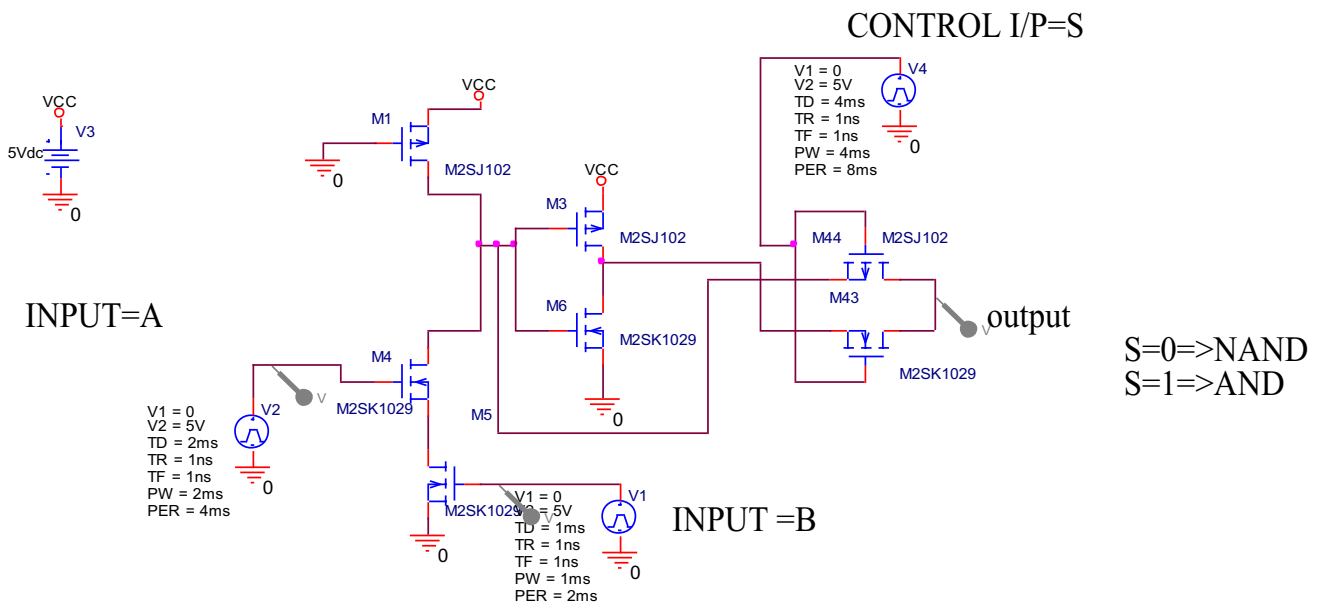 CONTROL I/P=S
V1 = 0
V2 = 5V
TD = 4ms
TR = 1ns
TF = 1ns
PW = 4ms
PER = 8ms
V4
0
VCC
V3
5Vdc
0
VCC
M1
M2SJ102
0
VCC
M3
M2SJ102
M6
M2SK1029
0
M44
M2SJ102
M43
M2SK1029
V
output
S=0=>NAND
S=1=>AND
INPUT=A
M4
M2SK1029
V
V1 = 0
V2 = 5V
TD = 2ms
TR = 1ns
TF = 1ns
PW = 2ms
PER = 4ms
V2
0
M5
M2SK1029
0
V
V1 = 0
= 5V
TD = 1ms
TR = 1ns
TF = 1ns
PW = 1ms
PER = 2ms
V1
0
INPUT =B